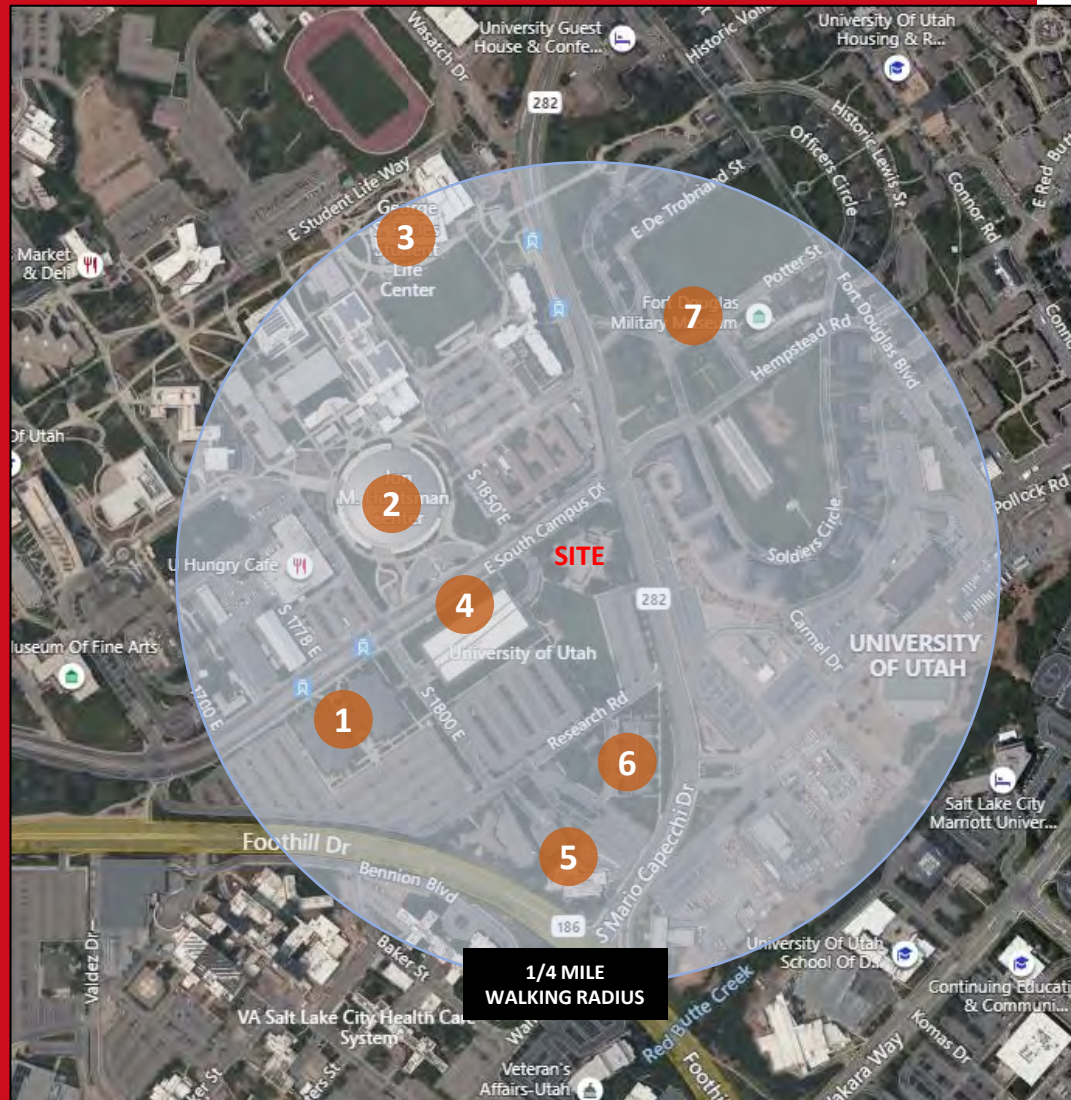 University Guest
House & Confe...
Wasatch Dr
University Of Utah
Housing & R...
282
Historic Lewis St
Officers Circle
Connor Rd
E Student Life Way
E De Trobriand St
Market
& Deli
3
Life
Center
Potter St
7
Military
Fort Douglas Blvd
Hempstead Rd
Of Utah
2
S 1850 E
Pollock Rd
E South Campus Dr
SITE
Soldiers Circle
U Hungry Cafe
4
282
S 1778 E
Carmel Dr
UNIVERSITY
OF UTAH
University of Utah
Museum Of Fine Arts
1700 E
1
S 1800 E
Research Rd
6
Salt Lake City
Marriott Univer...
Foothill Dr
5
Bennion Blvd
S Mario Capecchi Dr
186
Valdez Dr
Baker St
University Of Utah
School Of D...
1/4 MILE
WALKING RADIUS
Continuing Educati
& Communi...
Red Butte Creek
VA Salt Lake City Health Care
System
Komas Dr
Veteran's
Affairs-Utah